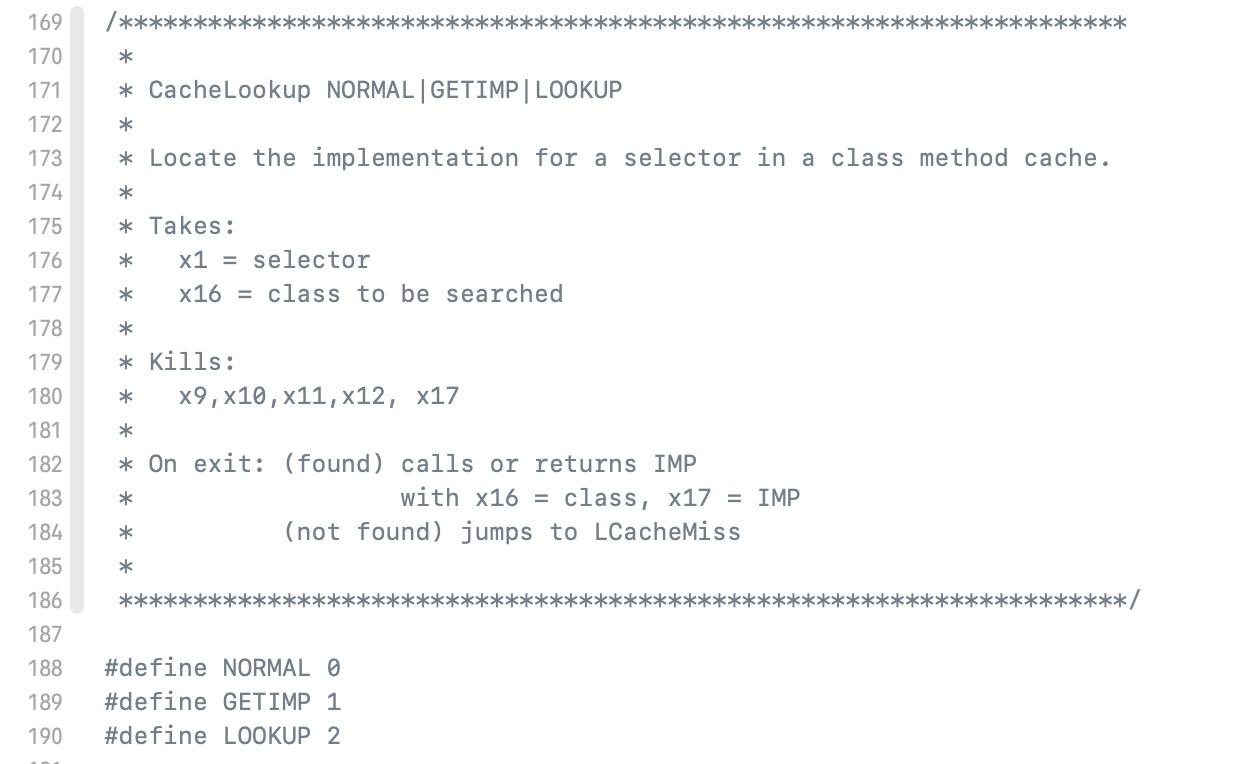 169 /********************************************************************
170  *
171  * CacheLookup NORMAL|GETIMP|LOOKUP
172  *
173  * Locate the implementation for a selector in a class method cache.
174  *
175  * Takes:
176  *   x1 = selector
177  *   x16 = class to be searched
178  *
179  * Kills:
180  *   x9,x10,x11,x12, x17
181  *
182  * On exit: (found) calls or returns IMP
183  *                  with x16 = class, x17 = IMP
184  *          (not found) jumps to LCacheMiss
185  *
186  ********************************************************************/
187
188 #define NORMAL 0
189 #define GETIMP 1
190 #define LOOKUP 2